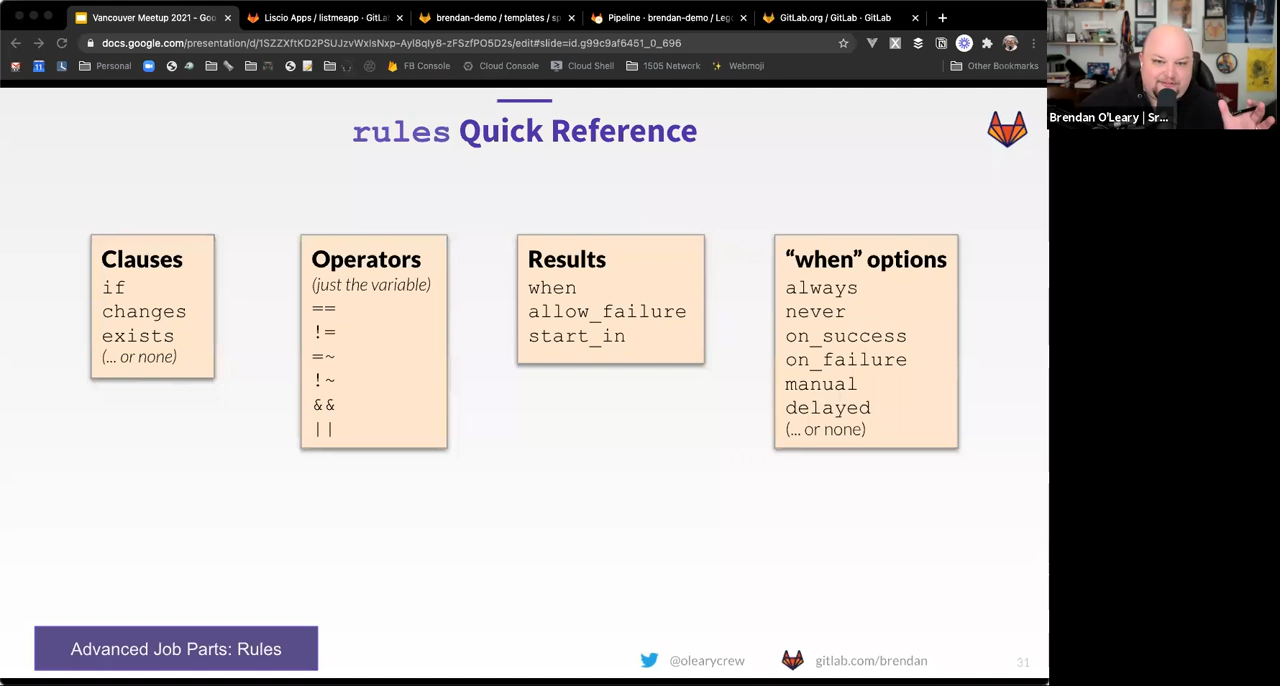 Vancouver Meetup 2021 - Goo
Liscio Apps / listmeapp · GitLa
brendan-demo / templates / sp
Pipeline · brendan-demo / Lego
GitLab.org / GitLab · GitLab
docs.google.com/presentation/d/1SZZXftKD2PSUJzvWxIsNxp-AyI8qIy8-zFSzfPO5D2s/edit#slide=id.g99c9af6451_0_696
Personal
FB Console
Cloud Console
Cloud Shell
1505 Network
Webmoji
Other Bookmarks
Brendan O'Leary | Sr...
rules Quick Reference
Clauses
if
changes
exists
(... or none)
Operators
(just the variable)
==
!=
=~
!~
&&
||
Results
when
allow_failure
start_in
“when” options
always
never
on_success
on_failure
manual
delayed
(... or none)
Advanced Job Parts: Rules
@olearycrew
gitlab.com/brendan
31